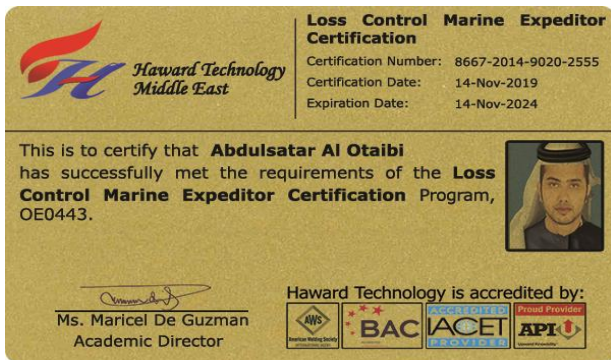 Haward Technology
Middle East
Loss Control Marine Expeditor
Certification
Certification Number: 8667-2014-9020-2555
Certification Date: 14-Nov-2019
Expiration Date: 14-Nov-2024
This is to certify that Abdulsatar Al Otaibi
has successfully met the requirements of the Loss
Control Marine Expeditor Certification Program,
OE0443.
Ms. Maricel De Guzman
Academic Director
Haward Technology is accredited by:
AWS
American Welding Society
BAC
ACCREDITED
IACET
PROVIDER
Proud Provider
API U